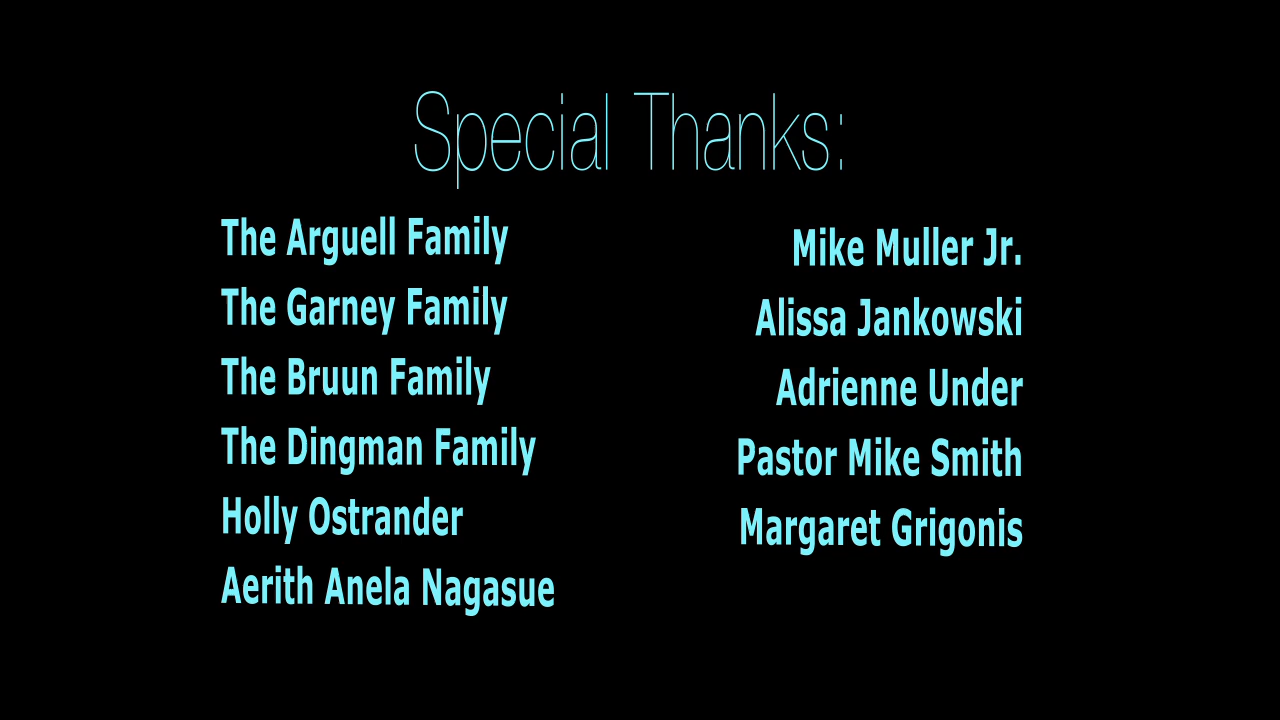 Special Thanks:
The Arguell Family
The Garney Family
The Bruun Family
The Dingman Family
Holly Ostrander
Aerith Anela Nagasue
Mike Muller Jr.
Alissa Jankowski
Adrienne Under
Pastor Mike Smith
Margaret Grigonis